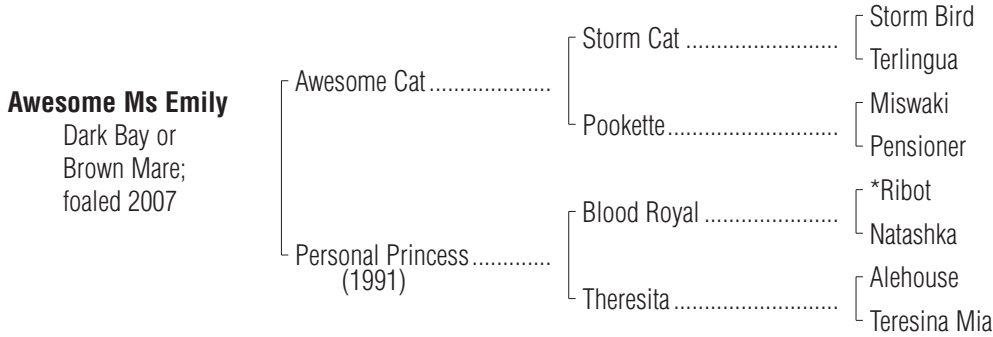 Awesome Ms Emily
Dark Bay or
Brown Mare;
foaled 2007
Awesome Cat....................
Personal Princess.............
(1991)
Storm Cat .........................
Pookette............................
Blood Royal ......................
Theresita...........................
Storm Bird
Terlingua
Miswaki
Pensioner
*Ribot
Natashka
Alehouse
Teresina Mia